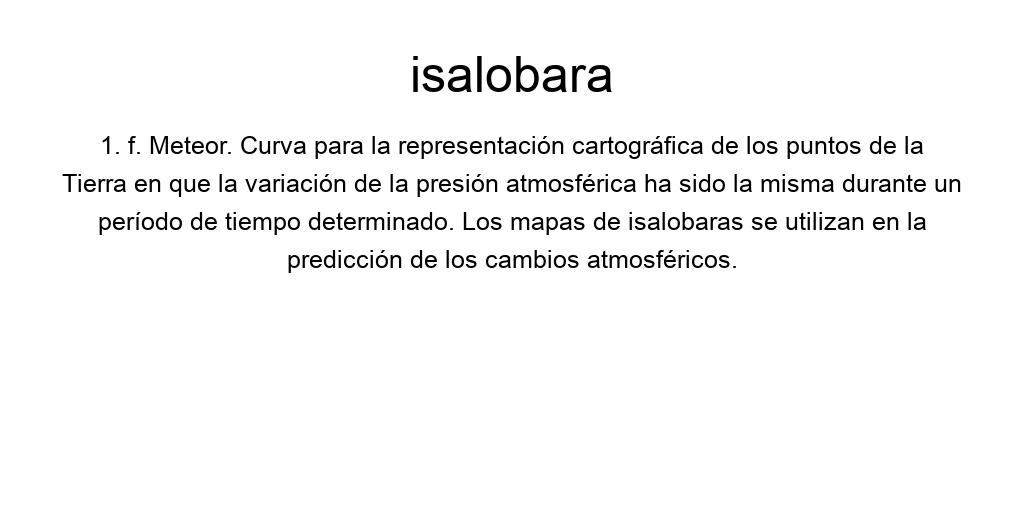 isalobara
1. f. Meteor. Curva para la representación cartográfica de los puntos de la
Tierra en que la variación de la presión atmosférica ha sido la misma durante un
período de tiempo determinado. Los mapas de isalobaras se utilizan en la
predicción de los cambios atmosféricos.